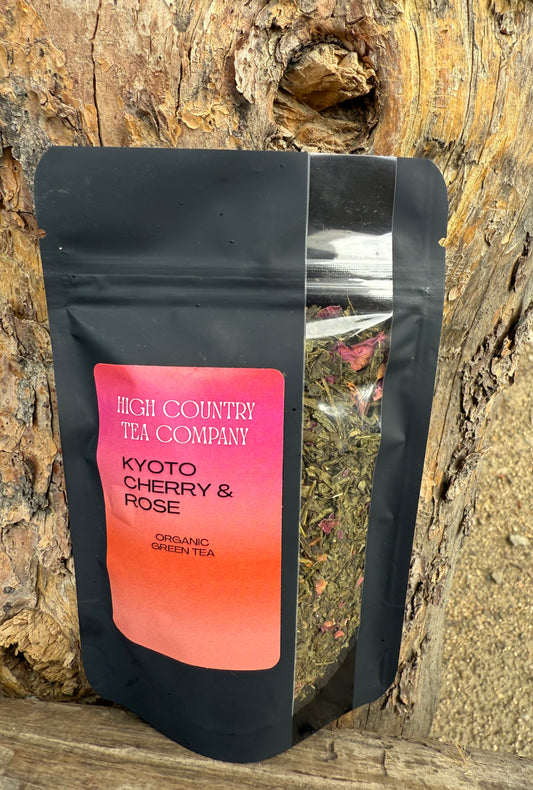 HIGH COUNTRY
TEA COMPANY
KYOTO
CHERRY &
ROSE
ORGANIC
GREEN TEA